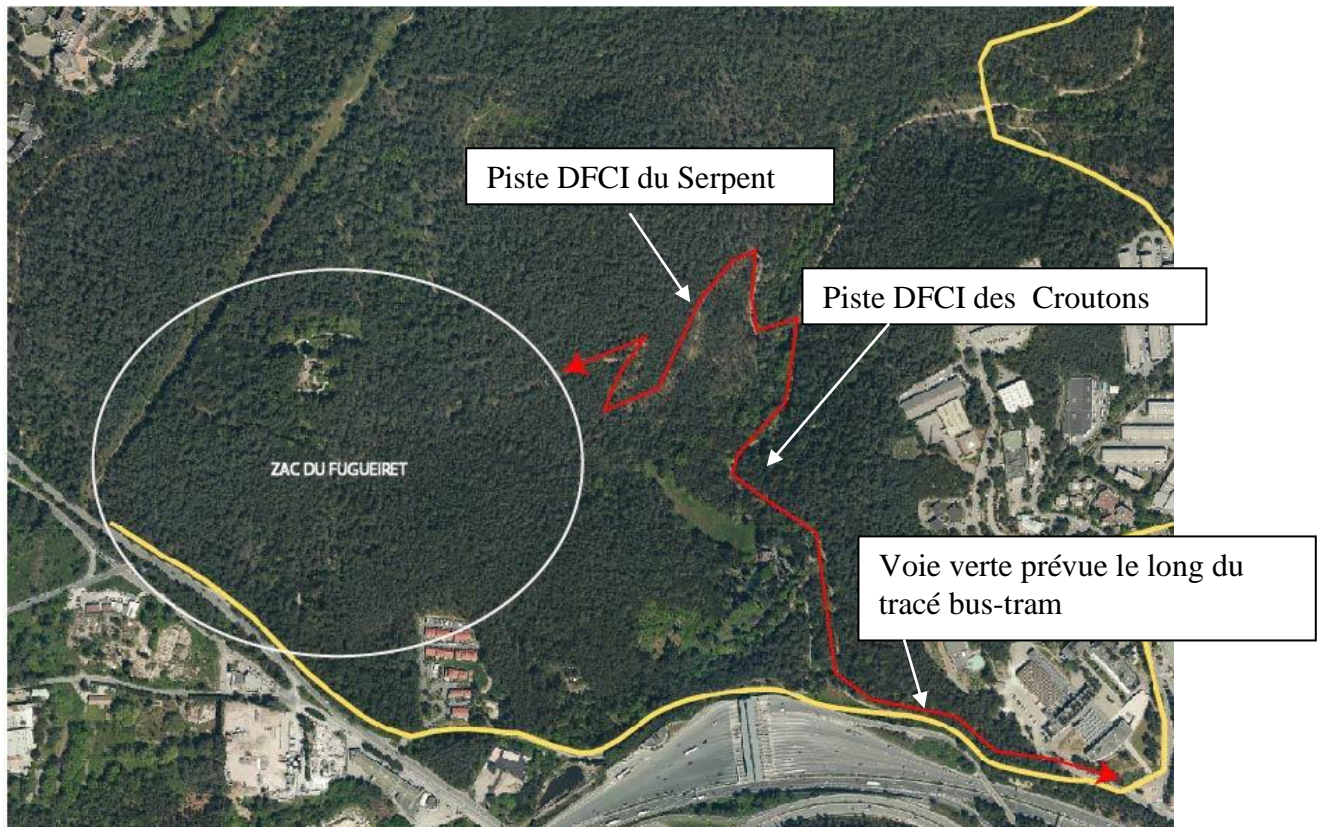 Piste DFCI du Serpent
Piste DFCI des Croutons
ZAC DU FUGUEIRET
Voie verte prévue le long du
tracé bus-tram